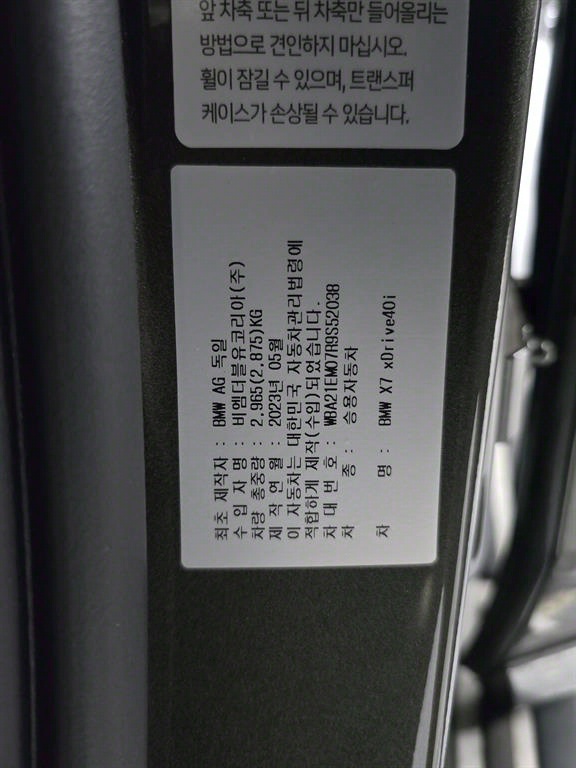 앞 차축 또는 뒤 차축만 들어올리는
방법으로 견인하지 마십시오.
휠이 잠길 수 있으며, 트랜스퍼
케이스가 손상될 수 있습니다.
최초 제작자 : BMW AG 독일
수 입 자 명 : 비엠더블유코리아(주)
차량 총중량 : 2,965(2,875)KG
제 작 연 월 : 2023년 05월
이 자동차는 대한민국 자동차관리법령에
적합하게 제작(수입)되었습니다.
차 대 번 호 : WBA21EM07R9S52038
차 종 : 승용자동차
차 명 : BMW X7 xDrive40i